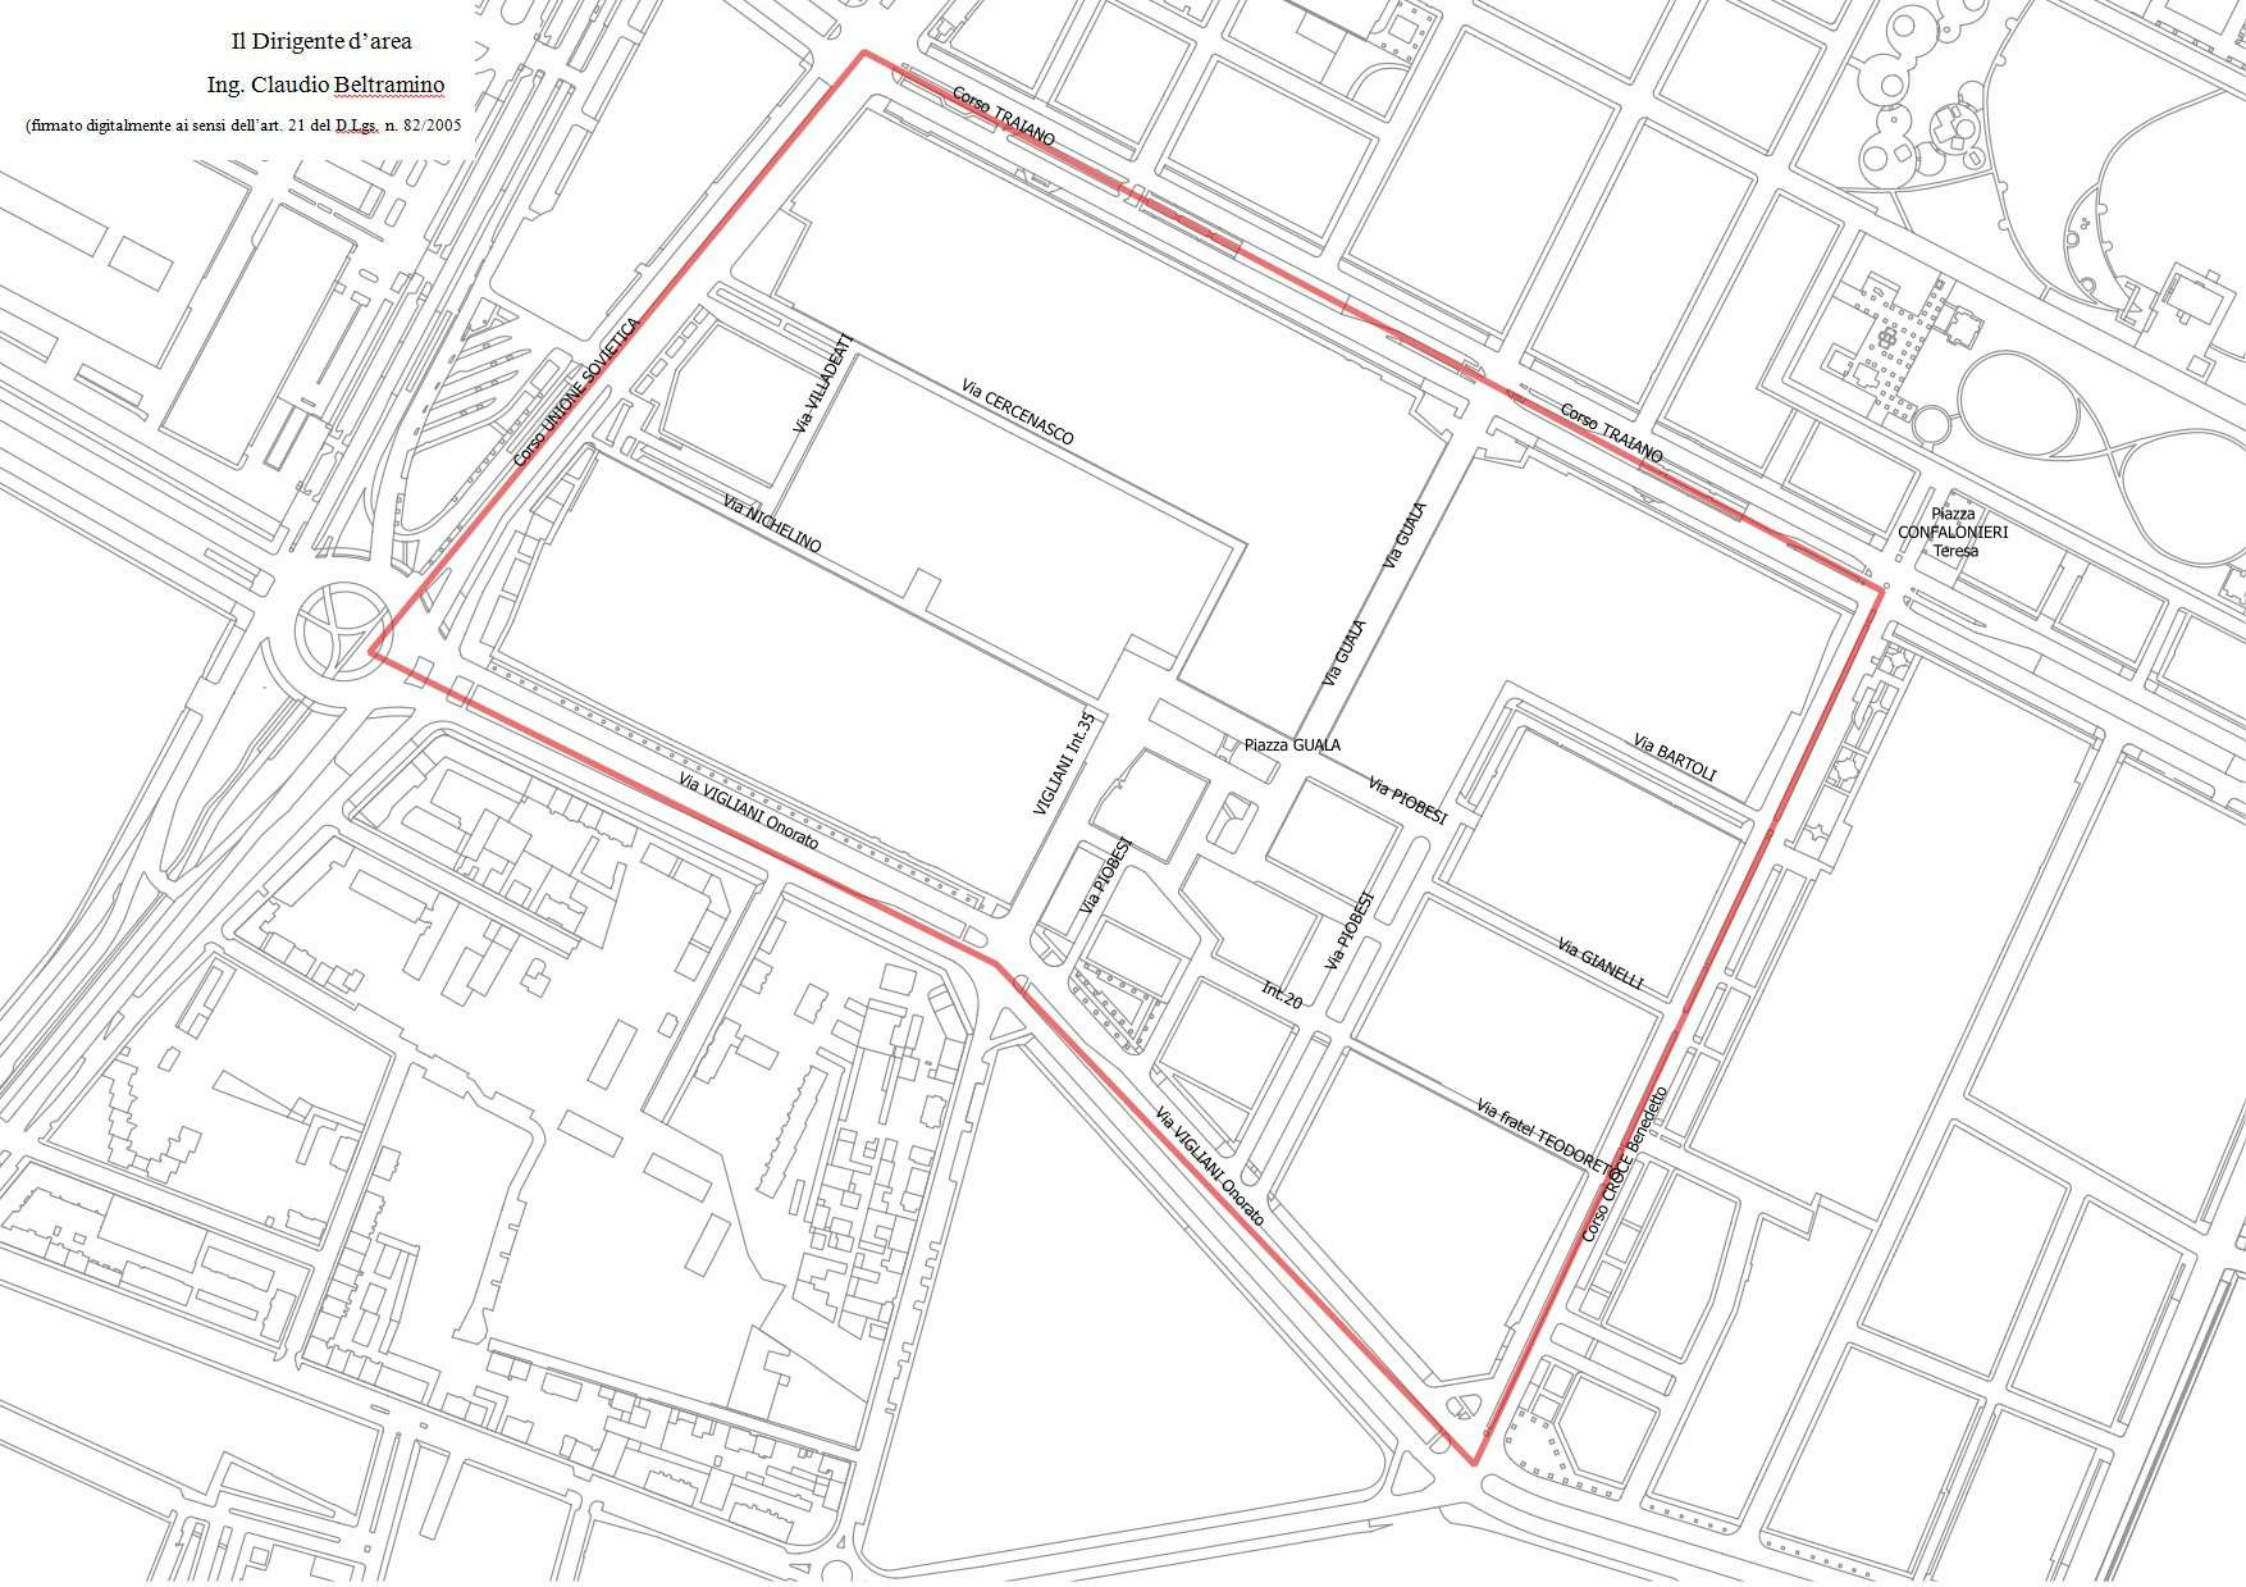 Il Dirigente d'area
Ing. Claudio Beltramino
(firmato digitalmente ai sensi dell'art. 21 del D.Lgs. n. 82/2005
Corso TRAIANO
Corso UNIONE SOVIETICA
Via VILLADEATI
Via CERCENASCO
Corso TRAIANO
Via NICHELINO
Via GUALA
Piazza
CONFALONIERI
Teresa
Via GUALA
VIGLIANI Int.35
Piazza GUALA
Via BARTOLI
Via VIGLIANI Onorato
Via PIOBESI
Via PIOBESI
Via PIOBESI
Via GIANELLI
Int.20
Via fratel TEODORETO
Corso CROCE Benedetto
Via VIGLIANI Onorato